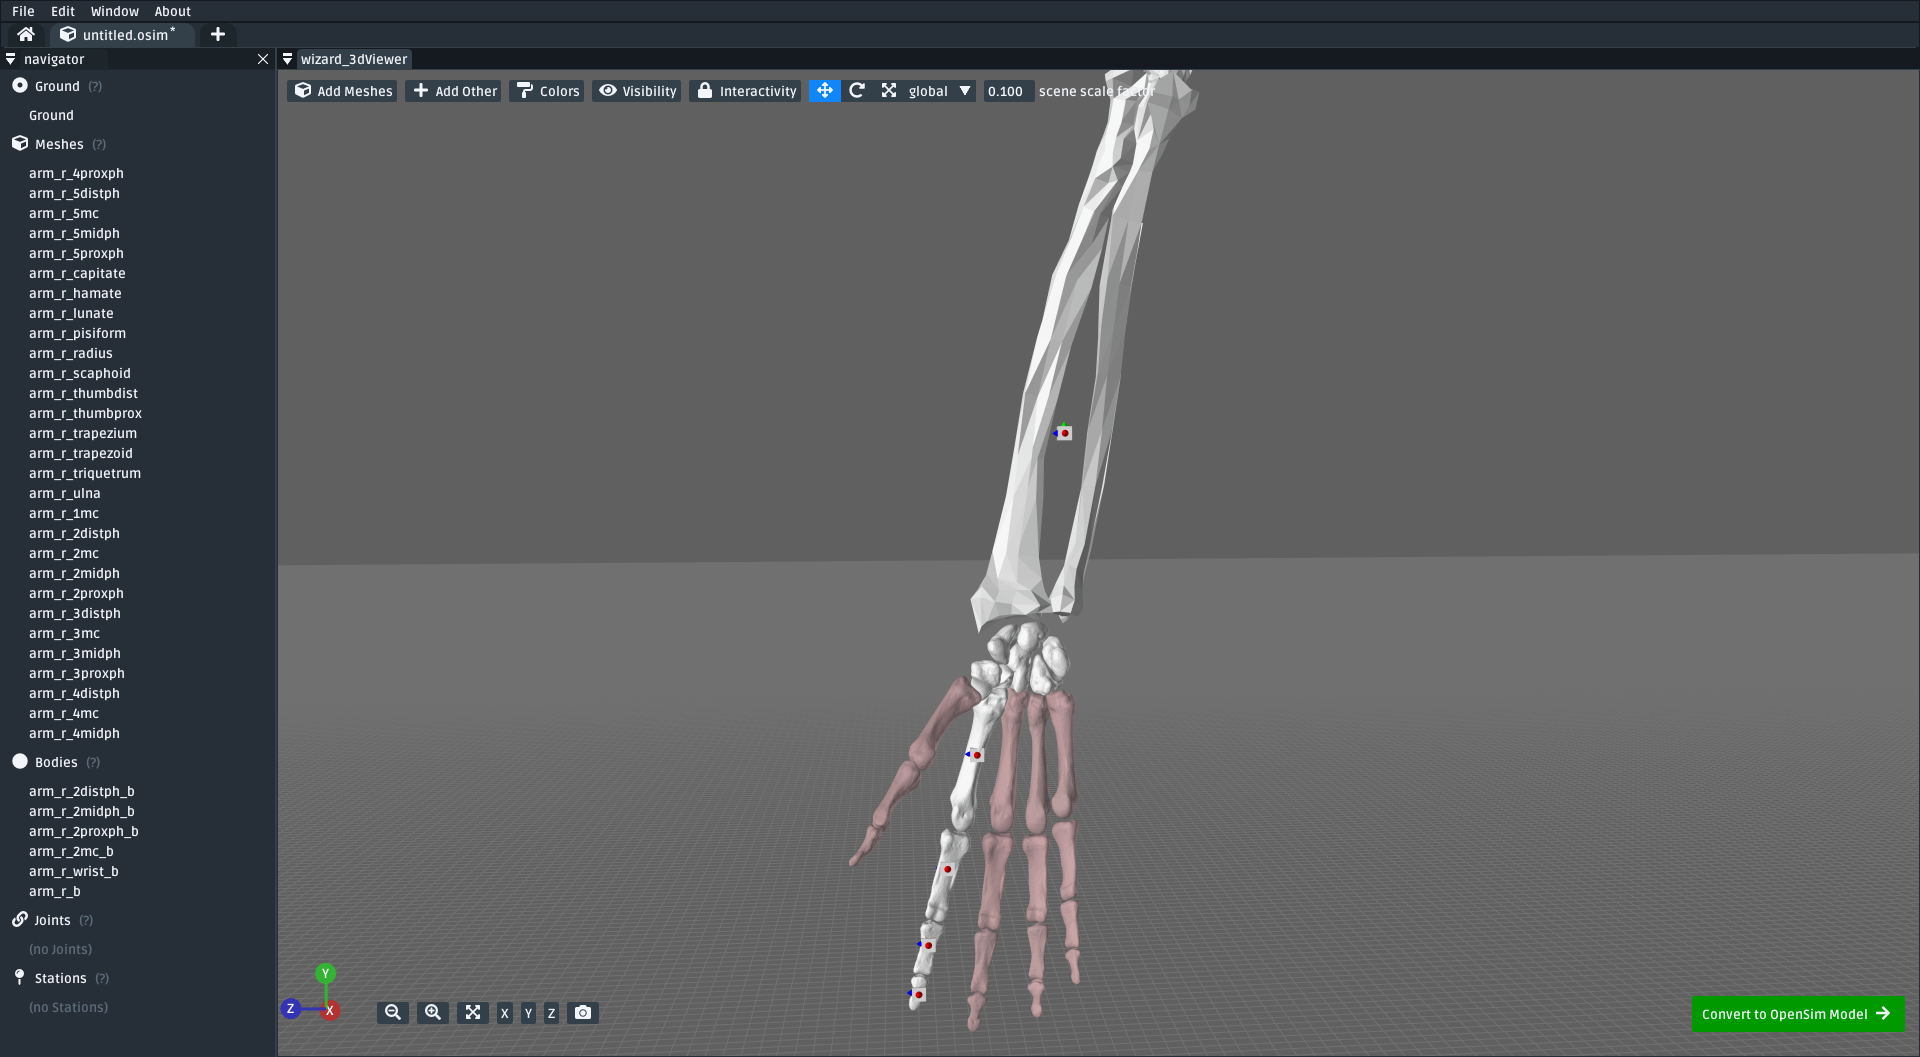 File Edit Window About
untitled.osim*
navigator
wizard_3dViewer
Ground (?)
Ground
Meshes (?)
arm_r_4proxph
arm_r_5distph
arm_r_5mc
arm_r_5midph
arm_r_5proxph
arm_r_capitate
arm_r_hamate
arm_r_lunate
arm_r_pisiform
arm_r_radius
arm_r_scaphoid
arm_r_thumbdist
arm_r_thumbprox
arm_r_trapezium
arm_r_trapezoid
arm_r_triquetrum
arm_r_ulna
arm_r_1mc
arm_r_2distph
arm_r_2mc
arm_r_2midph
arm_r_2proxph
arm_r_3distph
arm_r_3mc
arm_r_3midph
arm_r_3proxph
arm_r_4distph
arm_r_4mc
arm_r_4midph
Bodies (?)
arm_r_2distph_b
arm_r_2midph_b
arm_r_2proxph_b
arm_r_2mc_b
arm_r_wrist_b
arm_r_b
Joints (?)
(no Joints)
Stations (?)
(no Stations)
Add Meshes Add Other Colors Visibility Interactivity global 0.100 scene scale factor
Y
Z X
X Y Z
Convert to OpenSim Model